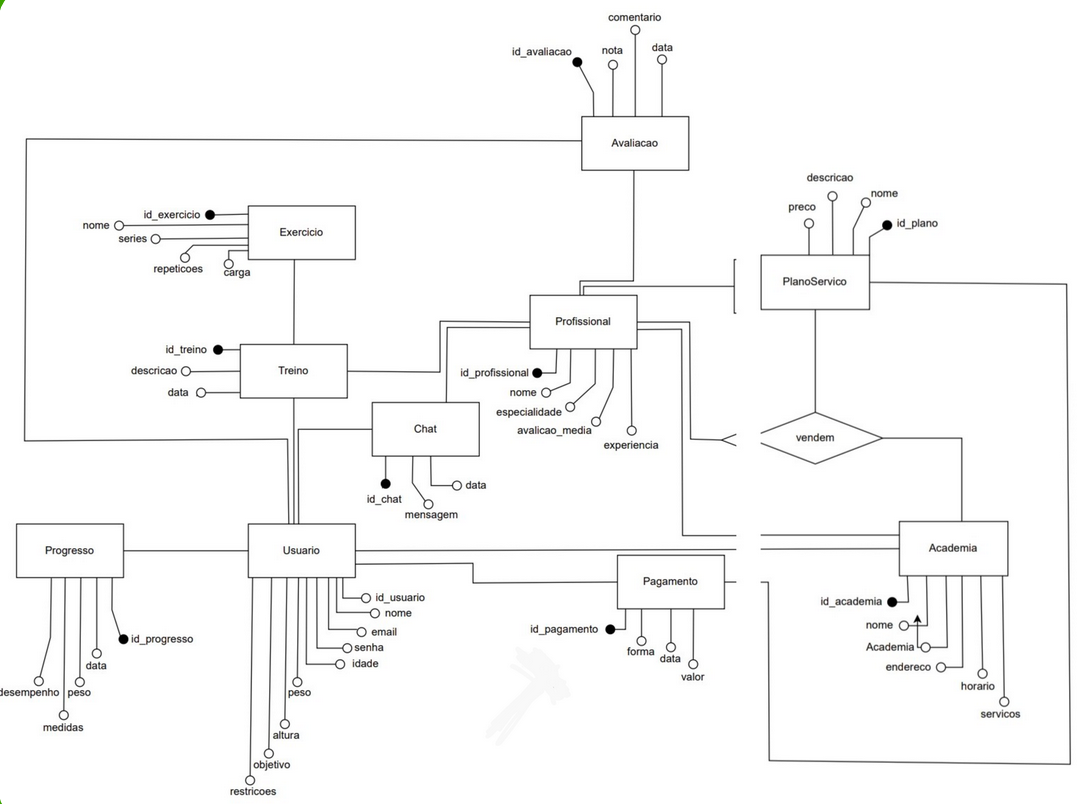 comentario
id_avaliacao
nota
data
Avaliacao
descricao
nome
preco
id_plano
PlanoServico
id_exercicio
nome
series
repeticoes
carga
Exercicio
Profissional
id_treino
descricao
data
Treino
id_profissional
nome
especialidade
avalicao_media
experiencia
Chat
id_chat
mensagem
data
vendem
Progresso
Usuario
Pagamento
Academia
id_usuario
nome
email
senha
idade
peso
altura
objetivo
restricoes
id_progresso
data
desempenho
peso
medidas
id_pagamento
forma
data
valor
id_academia
nome
Academia
endereco
horario
servicos